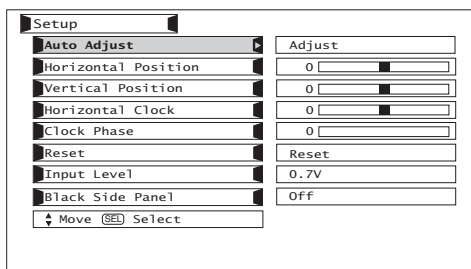 Setup
Auto Adjust Adjust
Horizontal Position 0
Vertical Position 0
Horizontal Clock 0
Clock Phase 0
Reset Reset
Input Level 0.7V
Black Side Panel Off
Move SEL Select